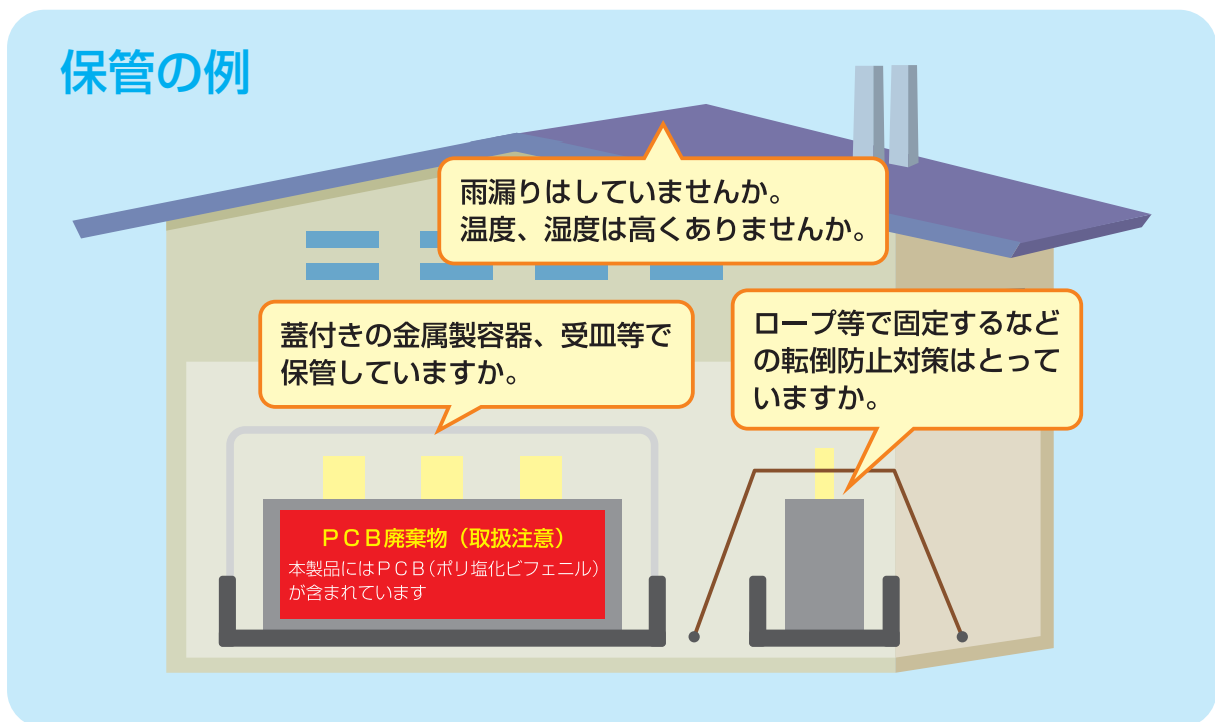 保管の例
雨漏りはしていませんか。
温度、湿度は高くありませんか。
蓋付きの金属製容器、受皿等で
保管していますか。
ロープ等で固定するなど
の転倒防止対策はとって
いますか。
ＰＣＢ廃棄物（取扱注意）
本製品にはＰＣＢ（ポリ塩化ビフェニル）
が含まれています